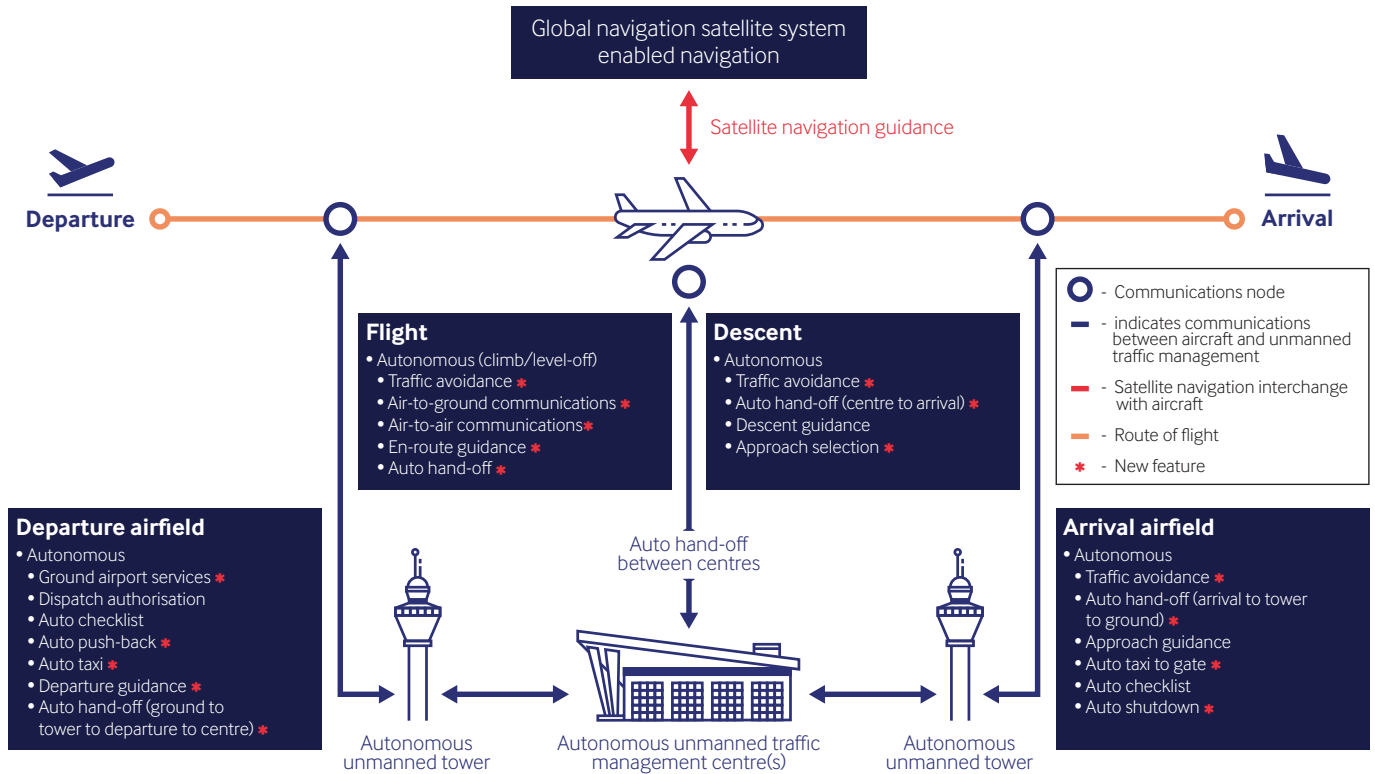 Global navigation satellite system
enabled navigation
Satellite navigation guidance
Departure
Arrival
- Communications node
- indicates communications
between aircraft and unmanned
traffic management
- Satellite navigation interchange
with aircraft
- Route of flight
* - New feature
Flight
• Autonomous (climb/level-off)
• Traffic avoidance *
• Air-to-ground communications *
• Air-to-air communications*
• En-route guidance *
• Auto hand-off *
Descent
• Autonomous
• Traffic avoidance *
• Auto hand-off (centre to arrival) *
• Descent guidance
• Approach selection *
Departure airfield
• Autonomous
• Ground airport services *
• Dispatch authorisation
• Auto checklist
• Auto push-back *
• Auto taxi *
• Departure guidance *
• Auto hand-off (ground to
tower to departure to centre) *
Auto hand-off
between centres
Arrival airfield
• Autonomous
• Traffic avoidance *
• Auto hand-off (arrival to tower
to ground) *
• Approach guidance
• Auto taxi to gate *
• Auto checklist
• Auto shutdown *
Autonomous
unmanned tower
Autonomous unmanned traffic
management centre(s)
Autonomous
unmanned tower